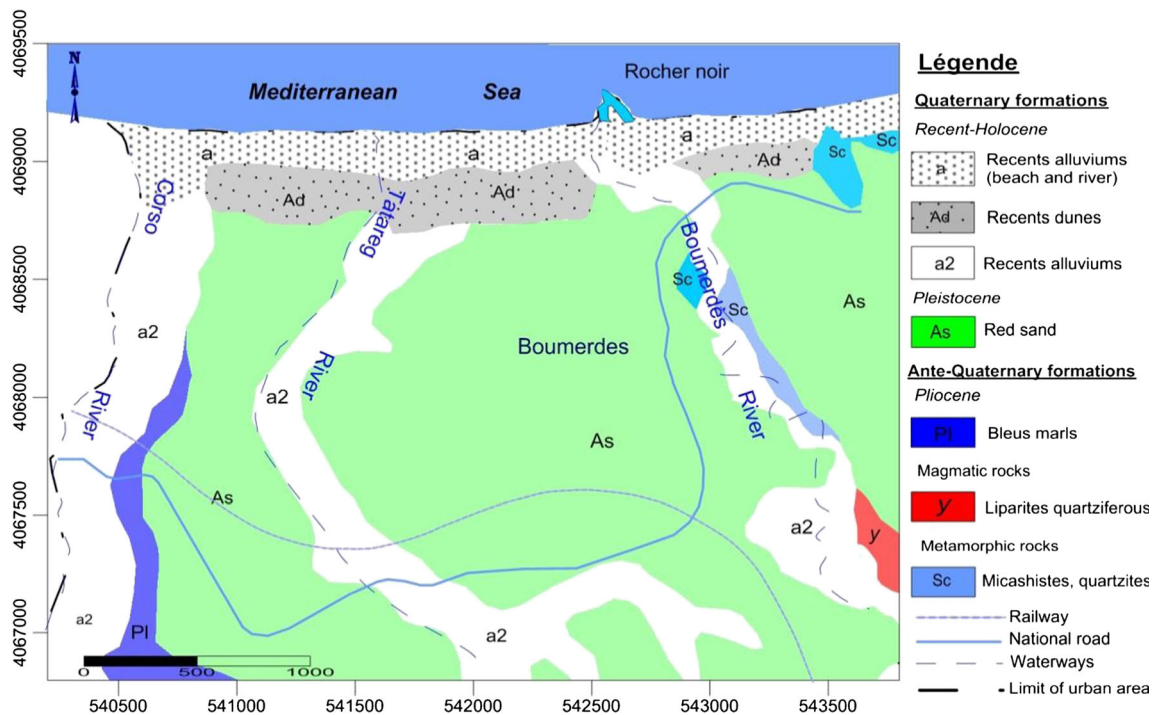 4069500
4069000
4068500
4068000
4067500
4067000
N
Mediterranean Sea
Rocher noir
a
a
a
Ad
Ad
Ad
Sc
Sc
Corso
River
Tatareg
River
Boumerdès
River
Sc
Sc
As
a2
Boumerdes
a2
As
As
a2
y
a2
Pl
a2
0 500 1000
540500 541000 541500 542000 542500 543000 543500
Légende
Quaternary formations
Recent-Holocene
a Recents alluviums
(beach and river)
Ad Recents dunes
a2 Recents alluviums
Pleistocene
As Red sand
Ante-Quaternary formations
Pliocene
Pl Bleus marls
Magmatic rocks
y Liparites quartziferous
Metamorphic rocks
Sc Micashistes, quartzites
Railway
National road
Waterways
Limit of urban area